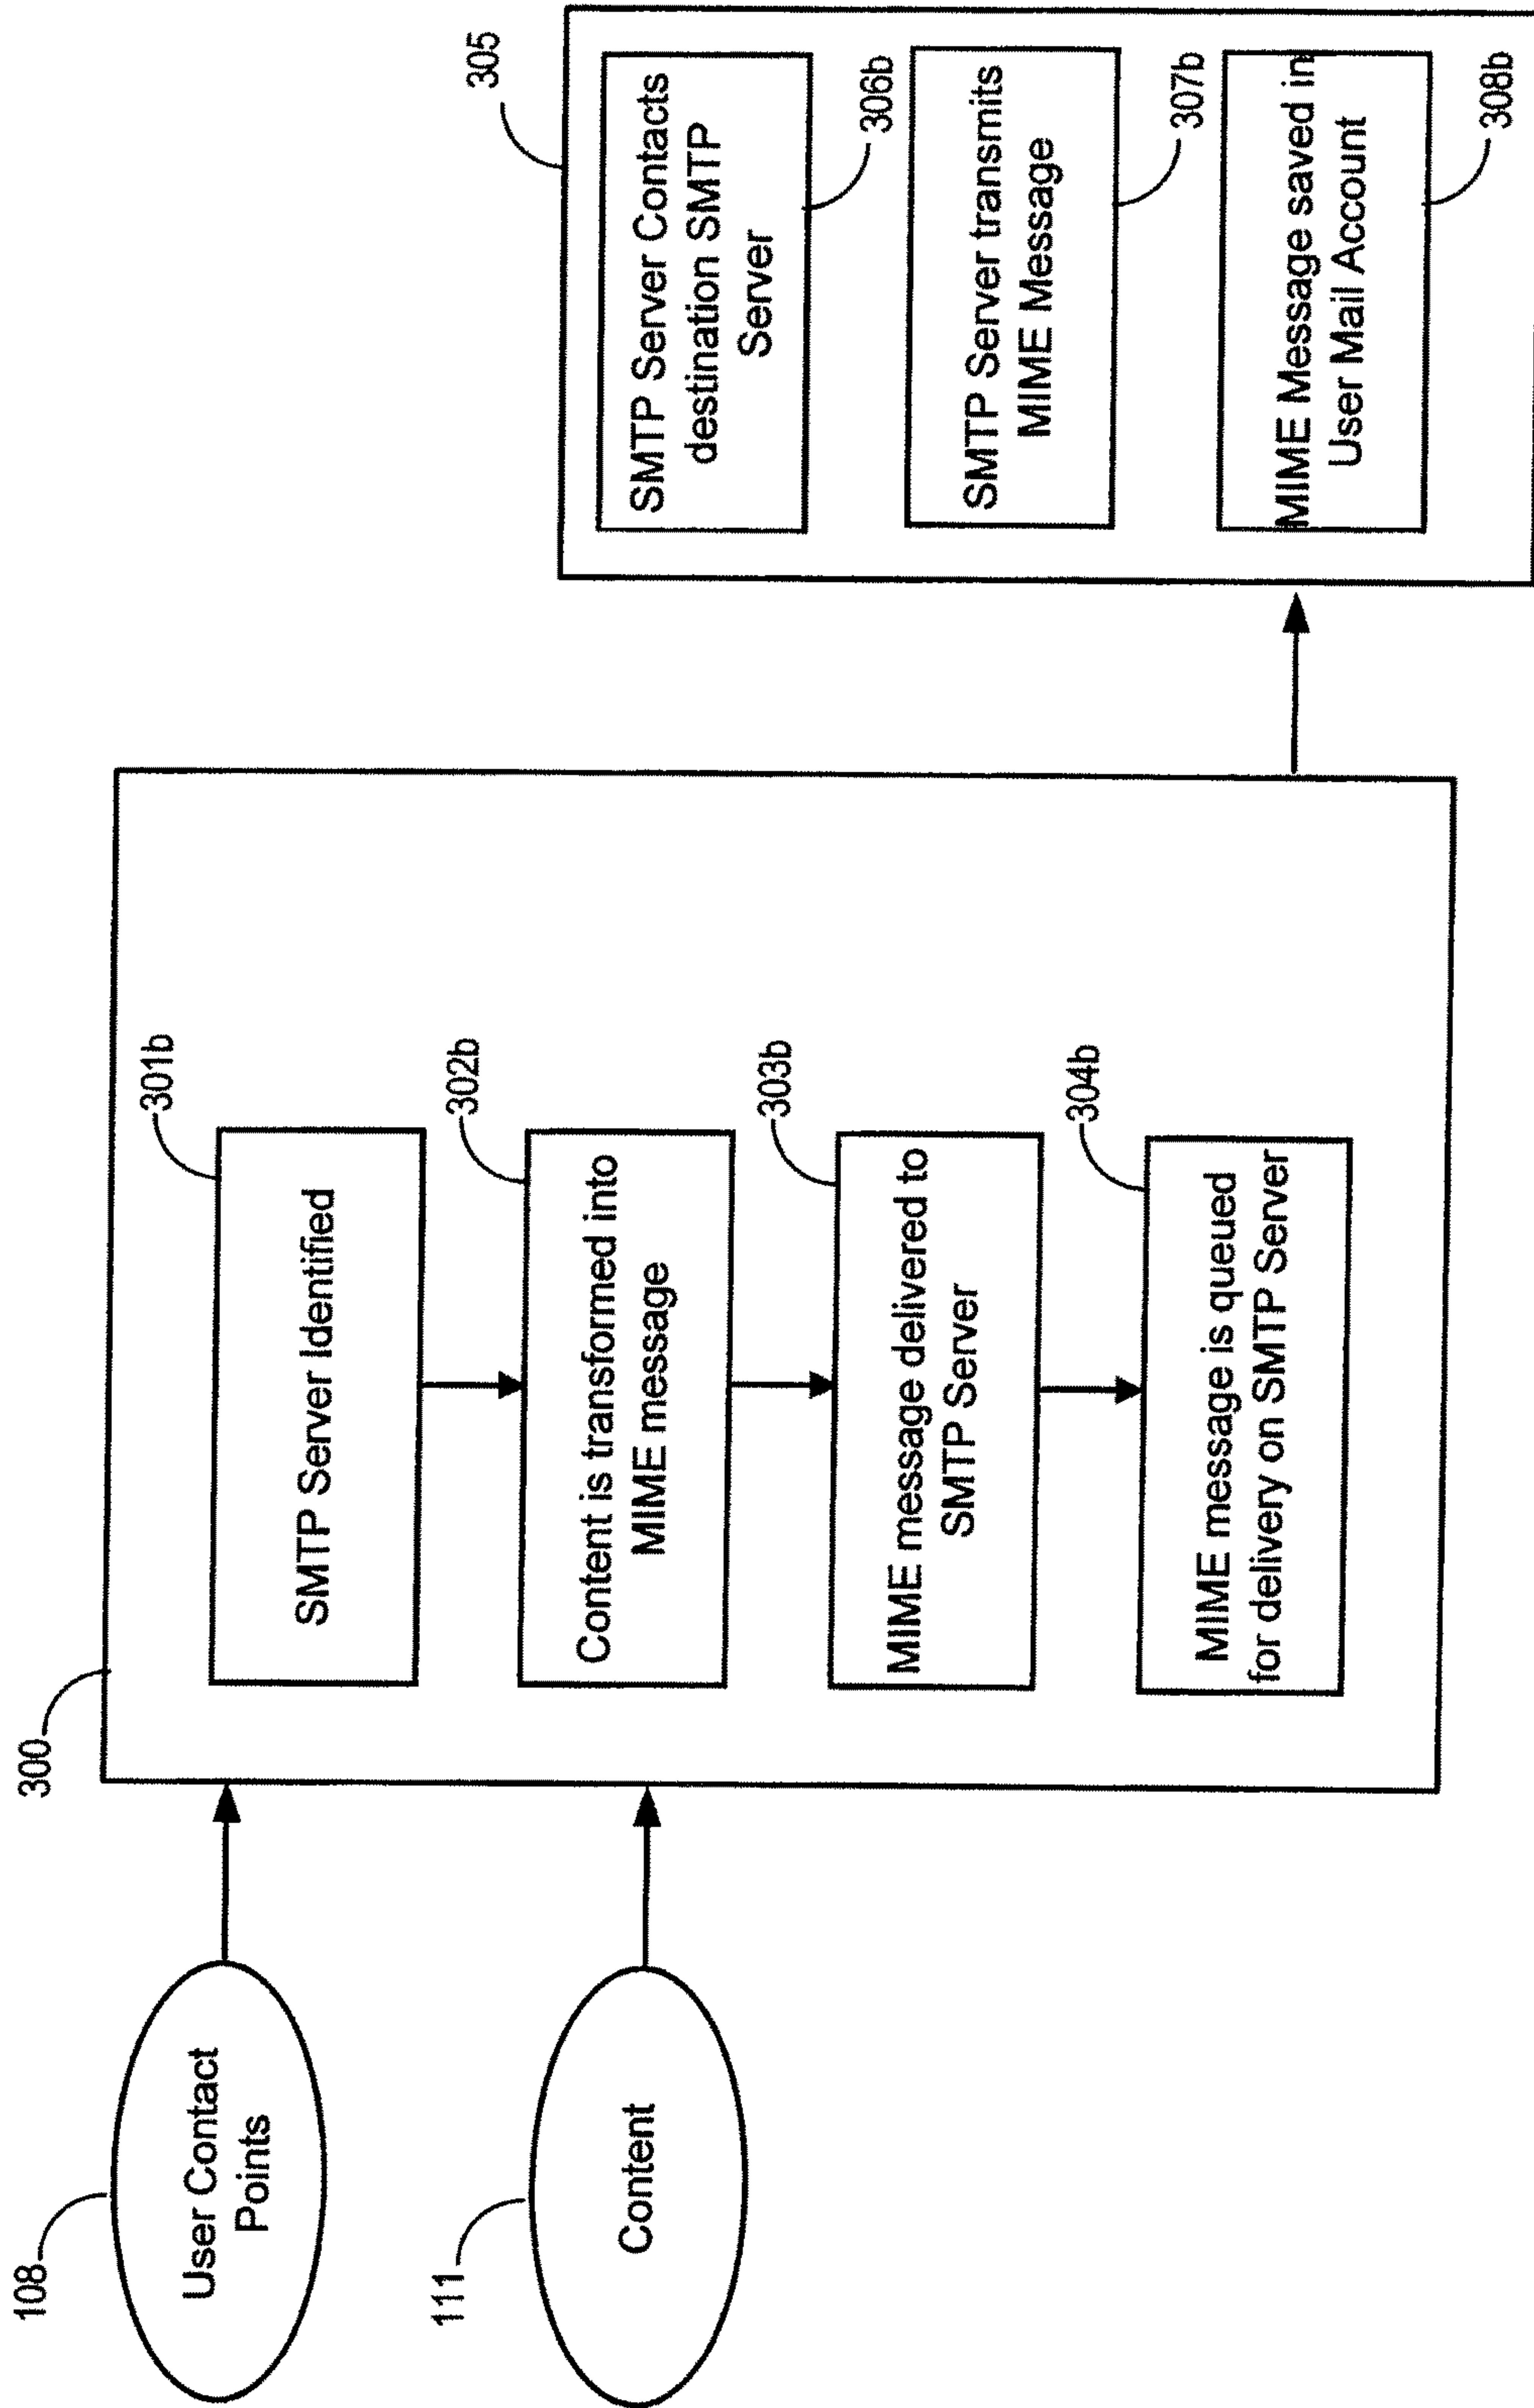 108
User Contact
Points
111
Content
300
301b
SMTP Server Identified
302b
Content is transformed into
MIME message
303b
MIME message delivered to
SMTP Server
304b
MIME message is queued
for delivery on SMTP Server
305
SMTP Server Contacts
destination SMTP
Server
306b
SMTP Server transmits
MIME Message
307b
MIME Message saved in
User Mail Account
308b